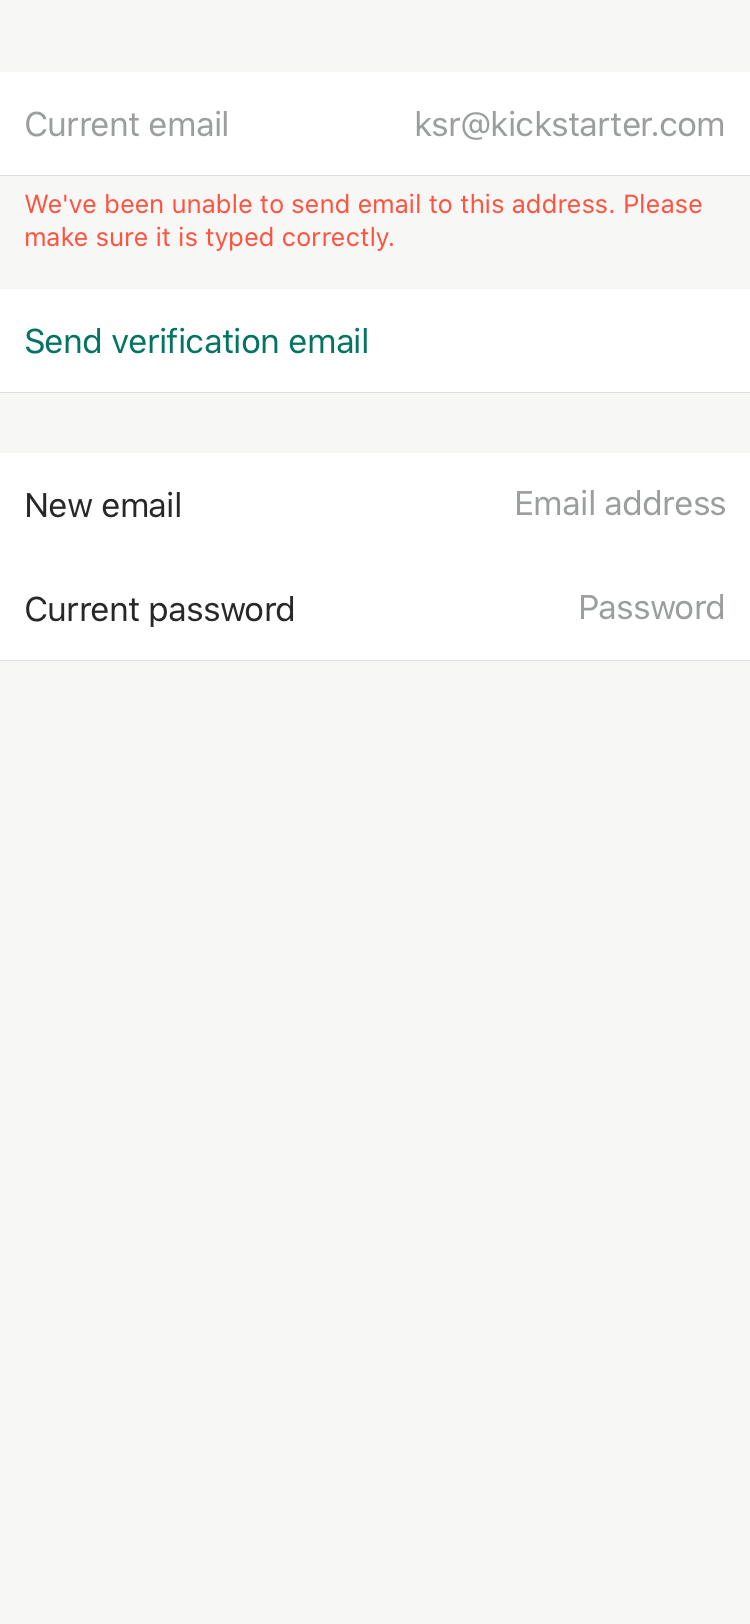 Current email ksr@kickstarter.com
We've been unable to send email to this address. Please
make sure it is typed correctly.
Send verification email
New email Email address
Current password Password